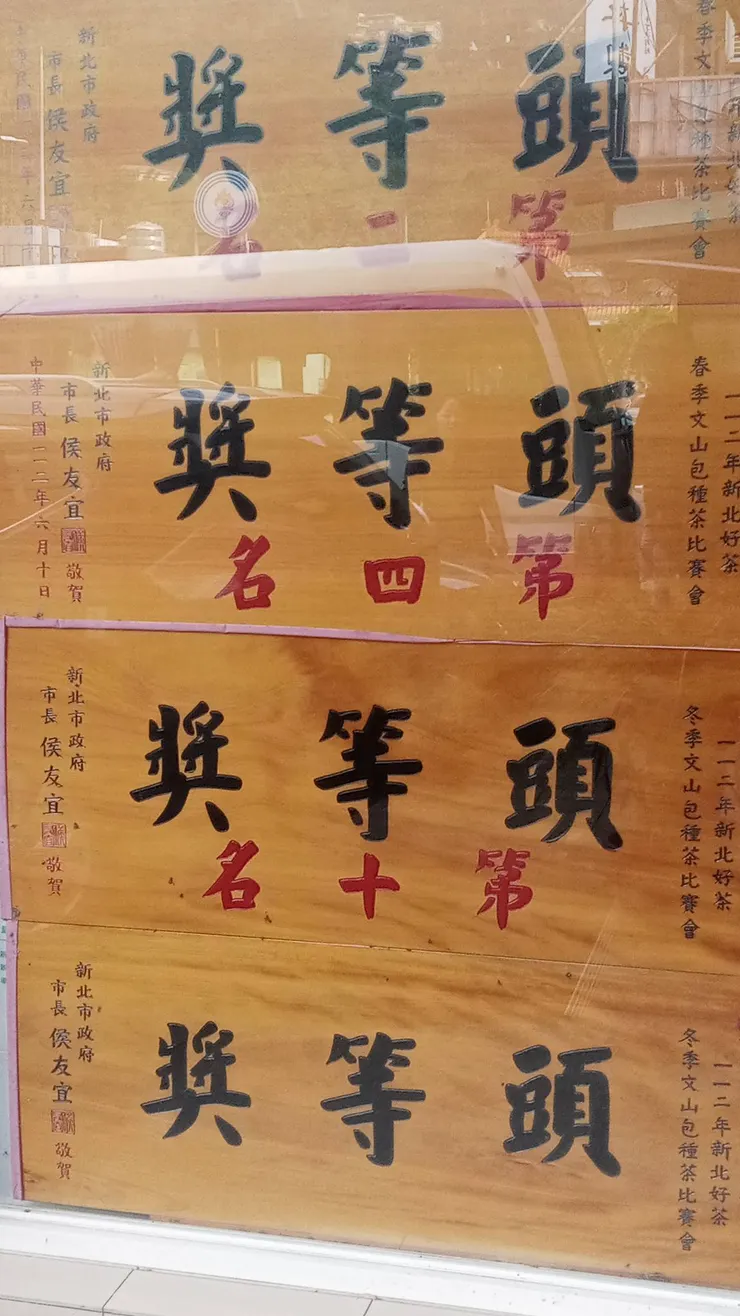 年新北好茶
春季文山包種茶比賽會
頭等獎
第二名
新北市政府
市長 侯友宜
一一二年新北好茶
春季文山包種茶比賽會
頭等獎
第四名
新北市政府
市長 侯友宜 敬賀
中華民國一一二年六月十日
一一二年新北好茶
冬季文山包種茶比賽會
頭等獎
第十名
新北市政府
市長 侯友宜 敬賀
一一二年新北好茶
冬季文山包種茶比賽會
頭等獎
新北市政府
市長 侯友宜 敬賀